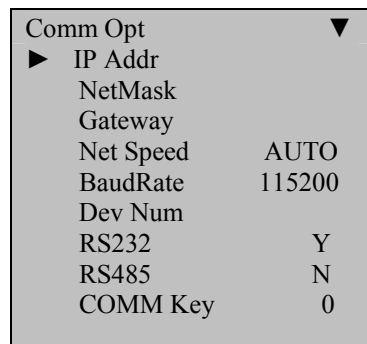 Comm Opt ▼
► IP Addr
NetMask
Gateway
Net Speed AUTO
BaudRate 115200
Dev Num
RS232 Y
RS485 N
COMM Key 0